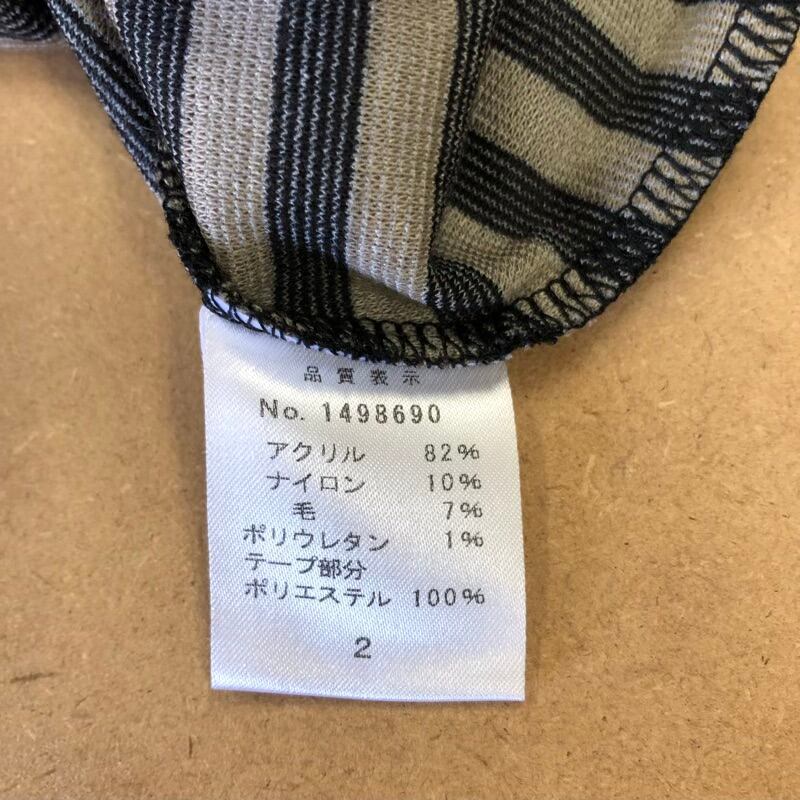 品質表示
No. 1498690
アクリル 82%
ナイロン 10%
毛 7%
ポリウレタン 1%
テープ部分
ポリエステル 100%
2